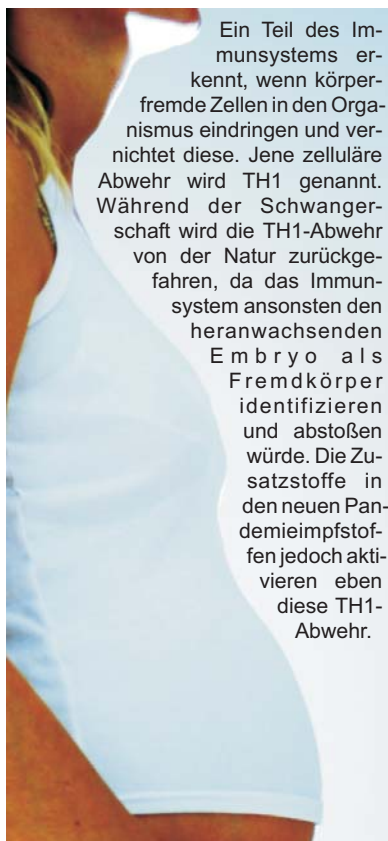 Ein Teil des Im-
munsystems er-
kennt, wenn körper-
fremde Zellen in den Orga-
nismus eindringen und ver-
nichtet diese. Jene zelluläre
Abwehr wird TH1 genannt.
Während der Schwanger-
schaft wird die TH1-Abwehr
von der Natur zurückge-
fahren, da das Immun-
system ansonsten den
heranwachsenden
Embryo als
Fremdkörper
identifizieren
und abstoßen
würde. Die Zu-
satzstoffe in
den neuen Pan-
demieimpfstof-
fen jedoch akti-
vieren eben
diese TH1-
Abwehr.